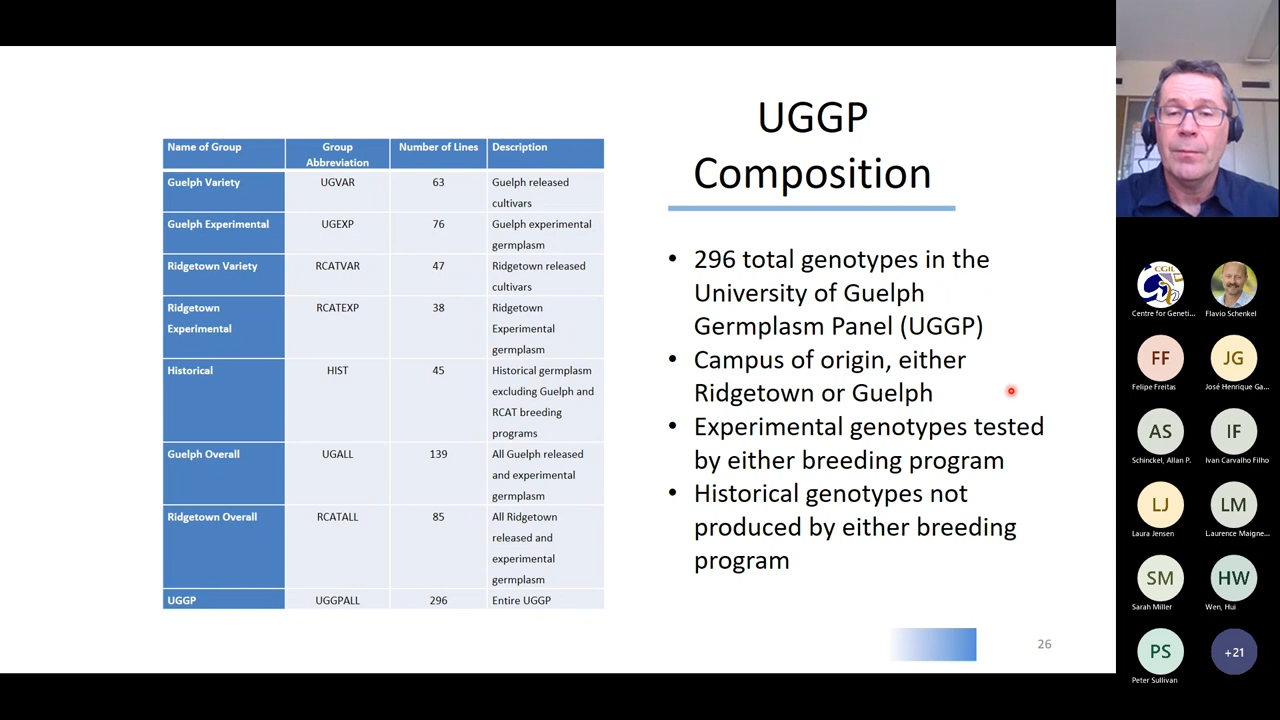 Name of Group
Group
Abbreviation
Number of Lines
Description
Guelph Variety
UGVAR
63
Guelph released
cultivars
Guelph Experimental
UGEXP
76
Guelph experimental
germplasm
Ridgetown Variety
RCATVAR
47
Ridgetown released
cultivars
Ridgetown
Experimental
RCATEXP
38
Ridgetown
Experimental
germplasm
Historical
HIST
45
Historical germplasm
excluding Guelph and
RCAT breeding
programs
Guelph Overall
UGALL
139
All Guelph released
and experimental
germplasm
Ridgetown Overall
RCATALL
85
All Ridgetown
released and
experimental
germplasm
UGGP
UGGPALL
296
Entire UGGP
UGGP
Composition
• 296 total genotypes in the
University of Guelph
Germplasm Panel (UGGP)
• Campus of origin, either
Ridgetown or Guelph
• Experimental genotypes tested
by either breeding program
• Historical genotypes not
produced by either breeding
program
26
CGIL
Centre for Geneti...
Flavio Schenkel
FF
Felipe Freitas
JG
José Henrique Ga...
AS
Schinckel, Allan P.
IF
Ivan Carvalho Filho
LJ
Laura Jensen
LM
Laurence Maigne...
SM
Sarah Miller
HW
Wen, Hui
PS
Peter Sullivan
+21